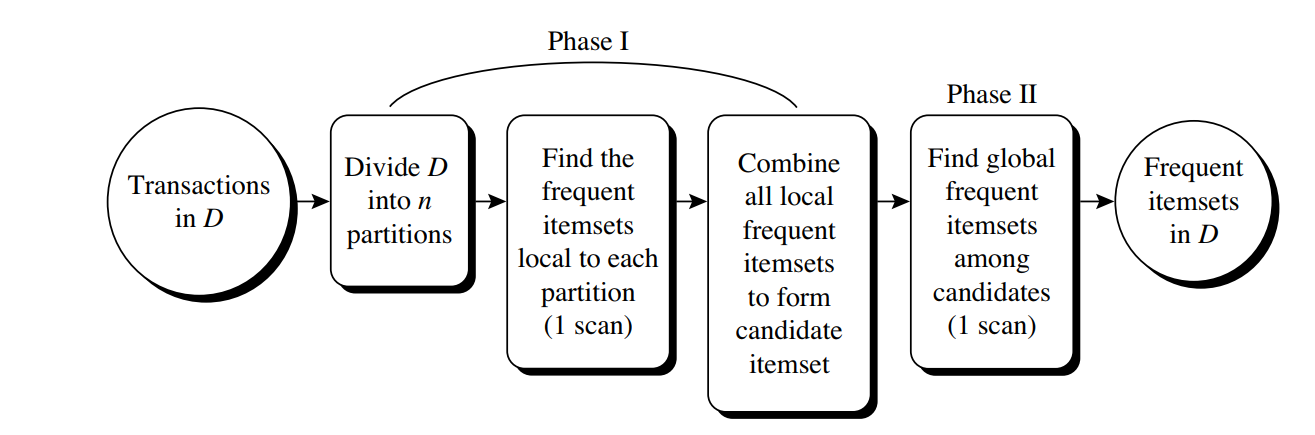 Phase I
Phase II
Transactions
in D
Divide D
into n
partitions
Find the
frequent
itemsets
local to each
partition
(1 scan)
Combine
all local
frequent
itemsets
to form
candidate
itemset
Find global
frequent
itemsets
among
candidates
(1 scan)
Frequent
itemsets
in D